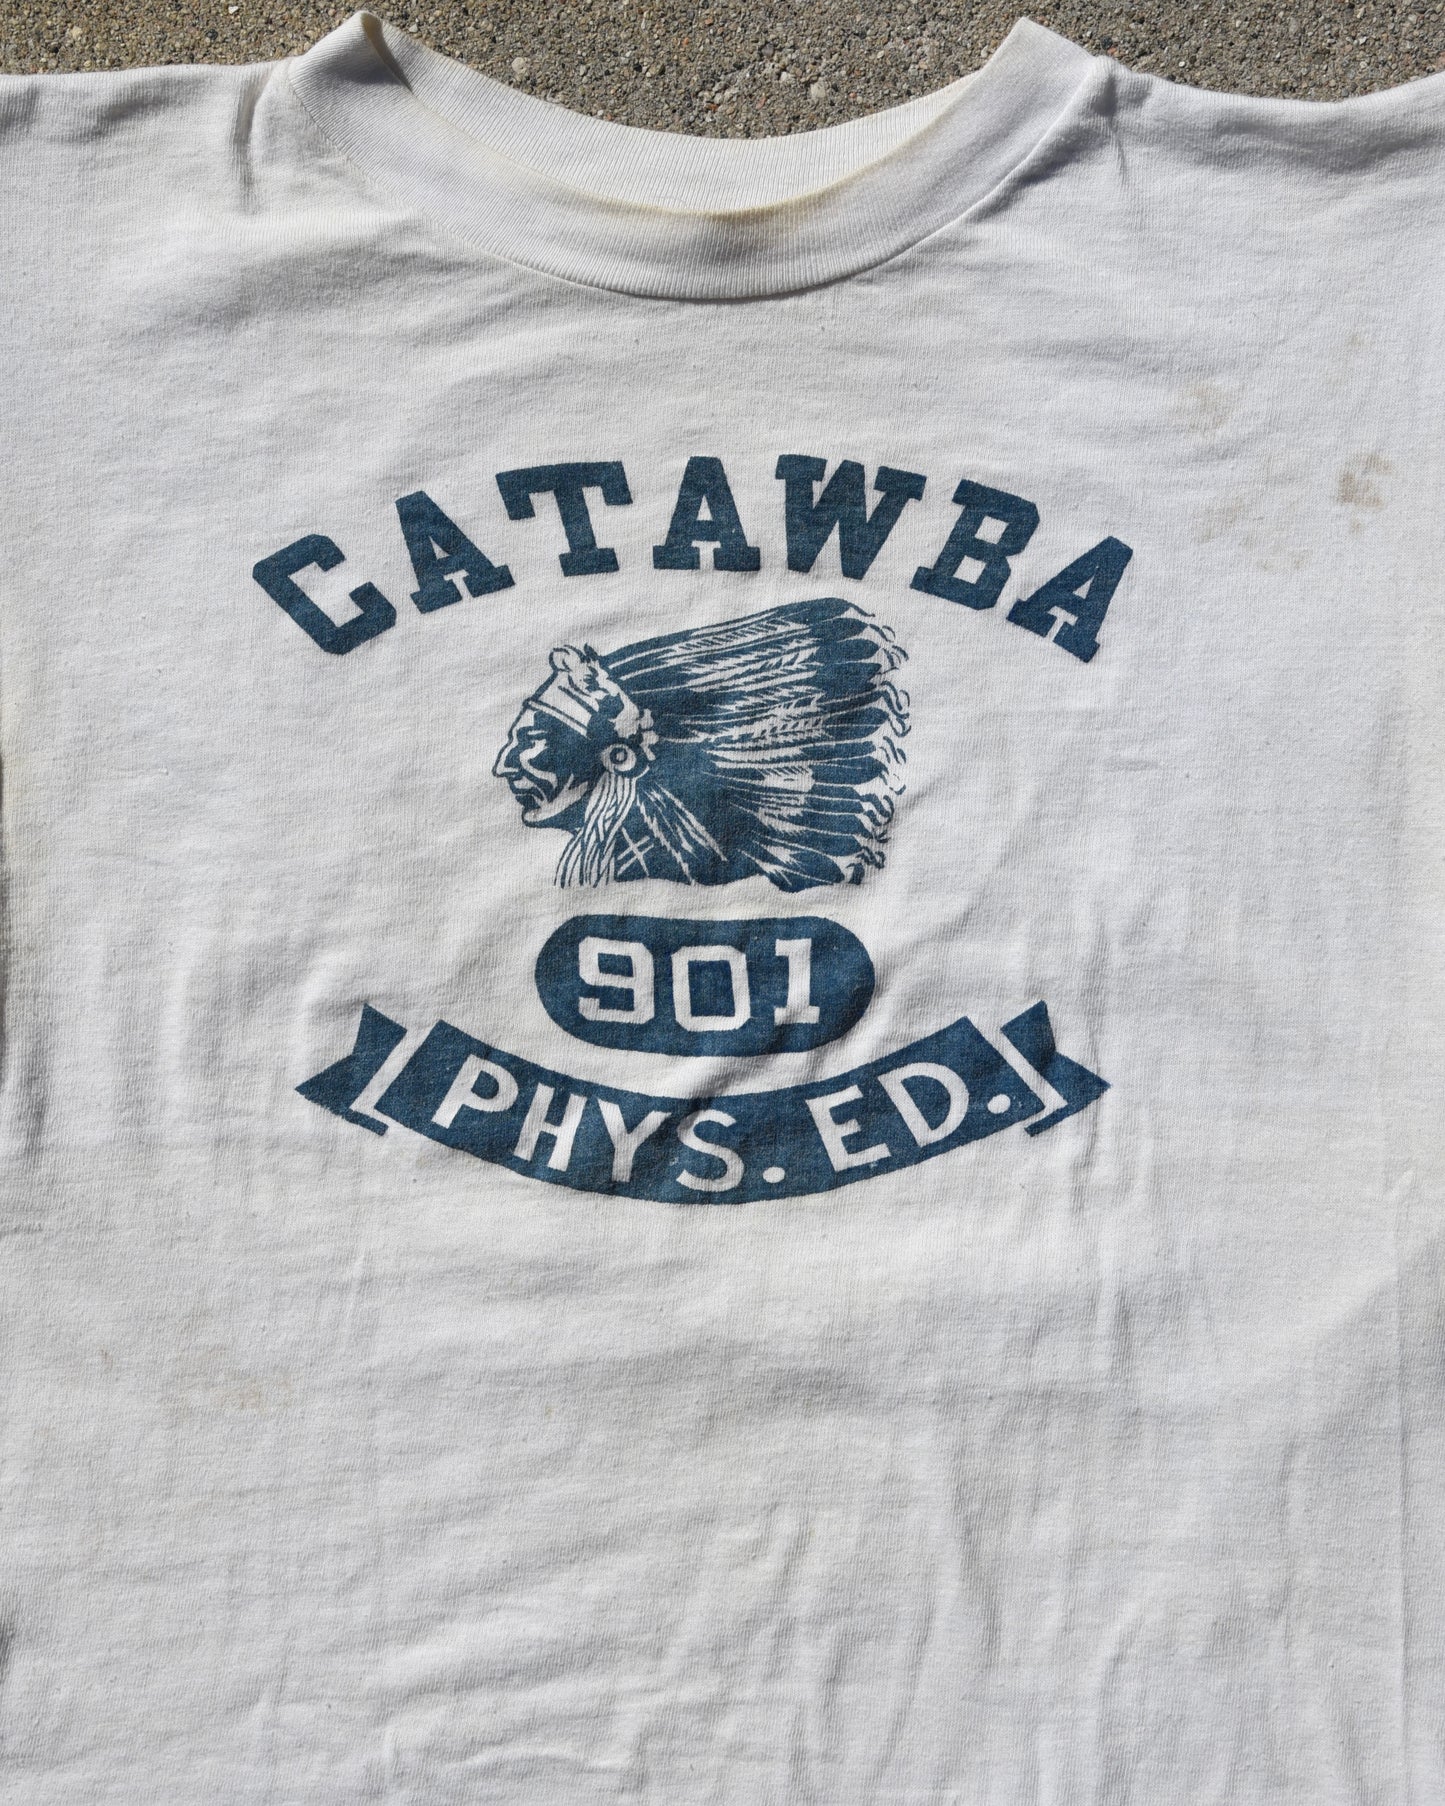 CATAWBA
901
PHYS. ED.